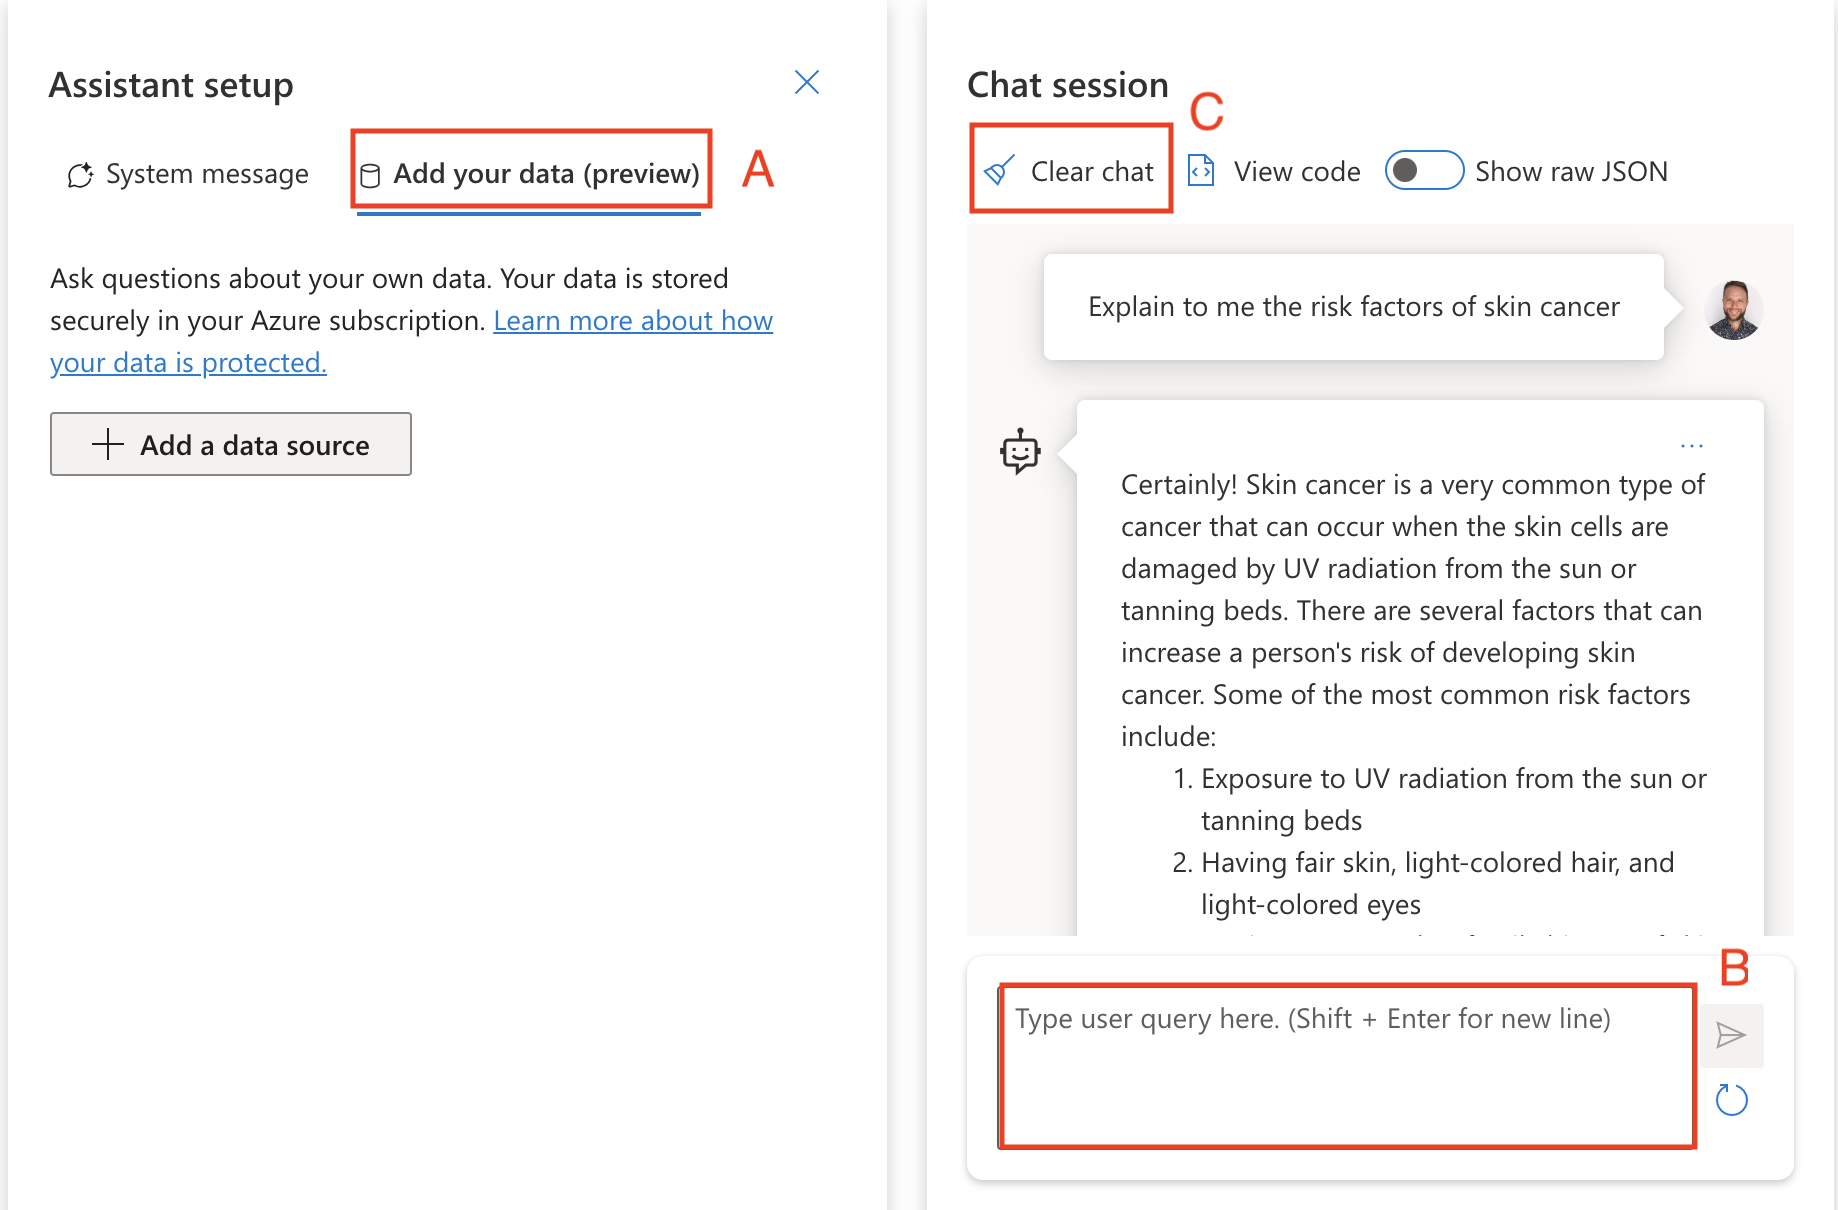 Assistant setup
System message
Add your data (preview)
A
Ask questions about your own data. Your data is stored
securely in your Azure subscription. Learn more about how
your data is protected.
Add a data source
Chat session
C
Clear chat
View code
Show raw JSON
Explain to me the risk factors of skin cancer
...
Certainly! Skin cancer is a very common type of
cancer that can occur when the skin cells are
damaged by UV radiation from the sun or
tanning beds. There are several factors that can
increase a person's risk of developing skin
cancer. Some of the most common risk factors
include:
1. Exposure to UV radiation from the sun or
tanning beds
2. Having fair skin, light-colored hair, and
light-colored eyes
B
Type user query here. (Shift + Enter for new line)